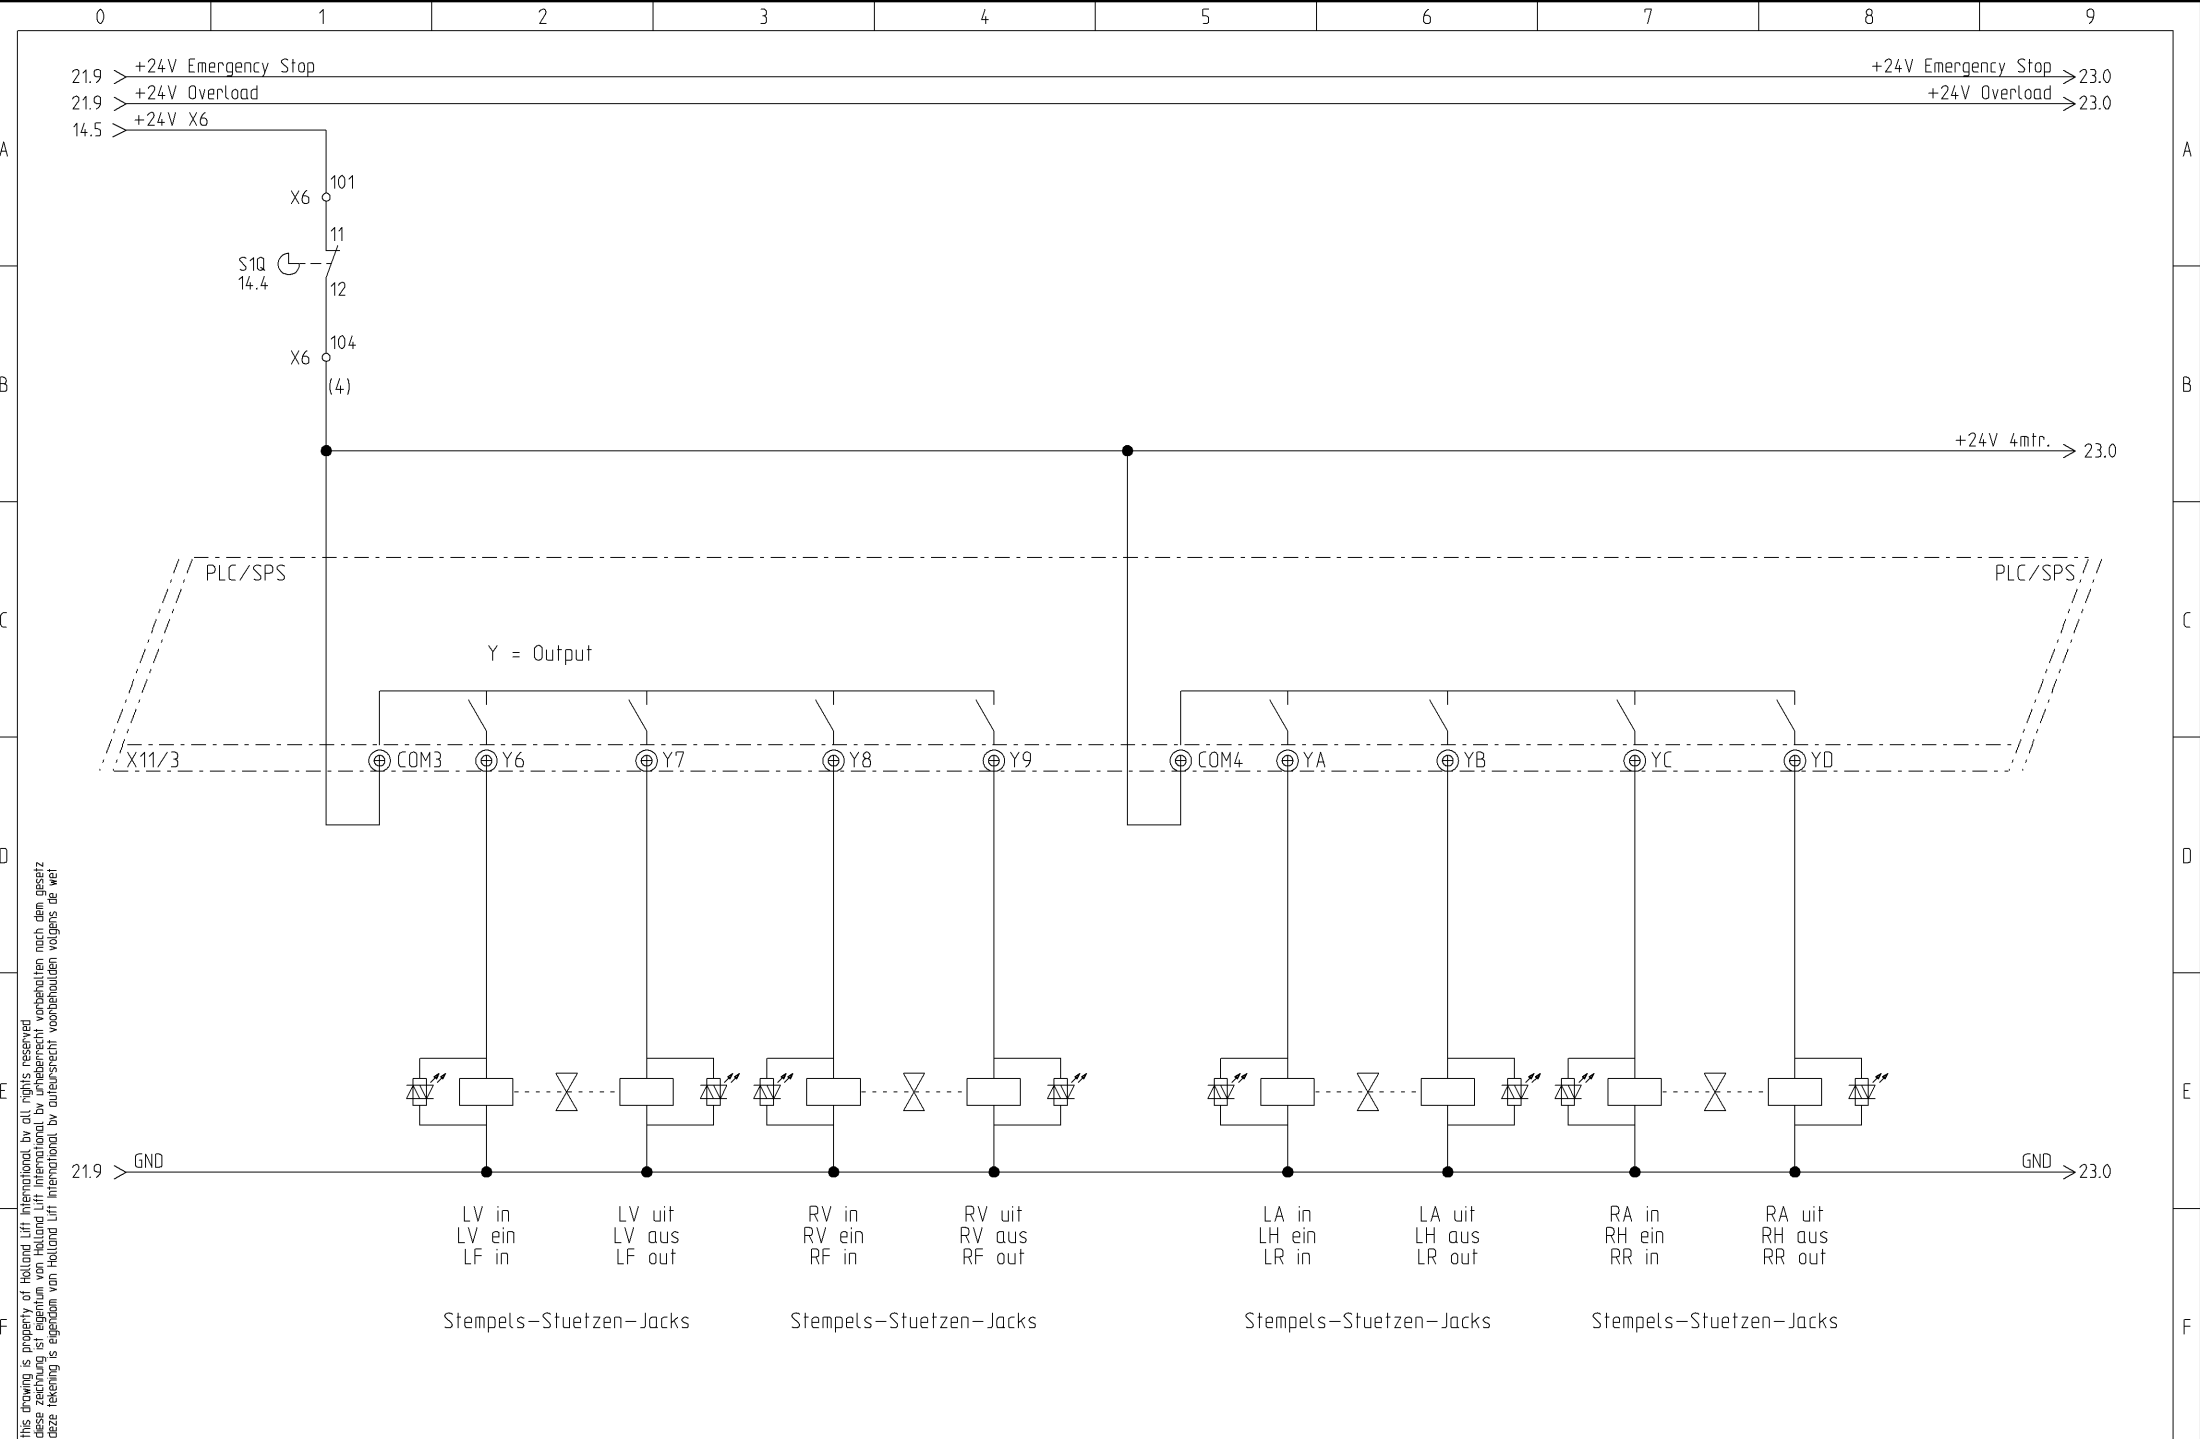 0 1 2 3 4 5 6 7 8 9
+24V Emergency Stop
21.9
+24V Emergency Stop
23.0
+24V Overload
21.9
+24V Overload
23.0
+24V X6
14.5
A
A
101
X6
11
S1Q
14.4
12
104
X6
(4)
B
B
+24V 4mtr.
23.0
PLC/SPS
PLC/SPS
C
C
Y = Output
X11/3
COM3 Y6 Y7 Y8 Y9 COM4 YA YB YC YD
D
D
E
E
GND
21.9
GND
23.0
LV in
LV ein
LF in
LV uit
LV aus
LF out
RV in
RV ein
RF in
RV uit
RV aus
RF out
LA in
LH ein
LR in
LA uit
LH aus
LR out
RA in
RH ein
RR in
RA uit
RH aus
RR out
Stempels-Stuetzen-Jacks
Stempels-Stuetzen-Jacks
Stempels-Stuetzen-Jacks
Stempels-Stuetzen-Jacks
F
F
this drawing is property of Holland Lift International bv all rights reserved
diese zeichnung ist eigentum von Holland Lift International bv urheberrecht vorbehalten nach dem gesetz
deze tekening is eigendom van Holland Lift International bv auteursrecht voorbehouden volgens de wet